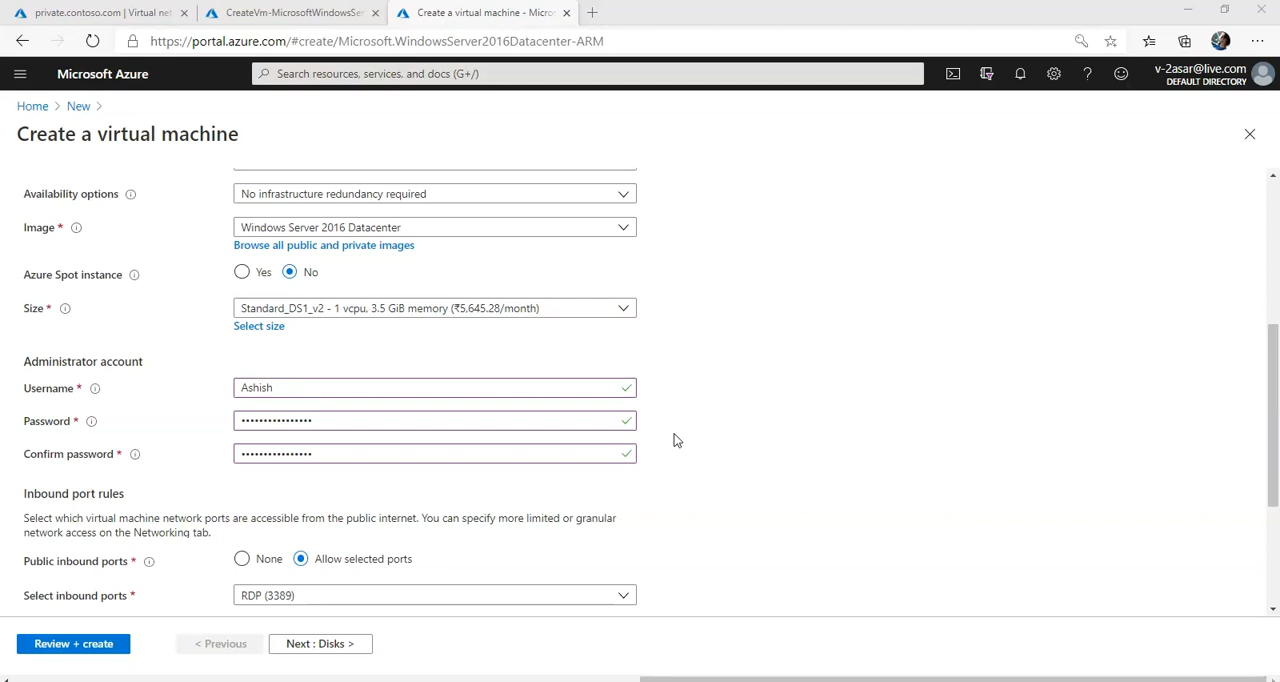 private.contoso.com | Virtual net
CreateVm-MicrosoftWindowsSer
Create a virtual machine - Micros
https://portal.azure.com/#create/Microsoft.WindowsServer2016Datacenter-ARM
Microsoft Azure
Search resources, services, and docs (G+/)
v-2asar@live.com
DEFAULT DIRECTORY
Home > New >
Create a virtual machine
Availability options
No infrastructure redundancy required
Image *
Windows Server 2016 Datacenter
Browse all public and private images
Azure Spot instance
Yes No
Size *
Standard_DS1_v2 - 1 vcpu, 3.5 GiB memory (₹5,645.28/month)
Select size
Administrator account
Username *
Ashish
Password *
••••••••••••••••
Confirm password *
••••••••••••••••
Inbound port rules
Select which virtual machine network ports are accessible from the public internet. You can specify more limited or granular
network access on the Networking tab.
Public inbound ports *
None Allow selected ports
Select inbound ports *
RDP (3389)
Review + create
< Previous
Next : Disks >